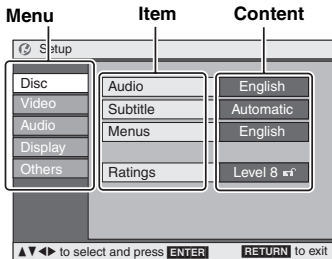 Menu Item Content
Setup
Disc Audio English
Video Subtitle Automatic
Audio Menus English
Display
Others Ratings Level 8
▲▼◀▶ to select and press ENTER RETURN to exit